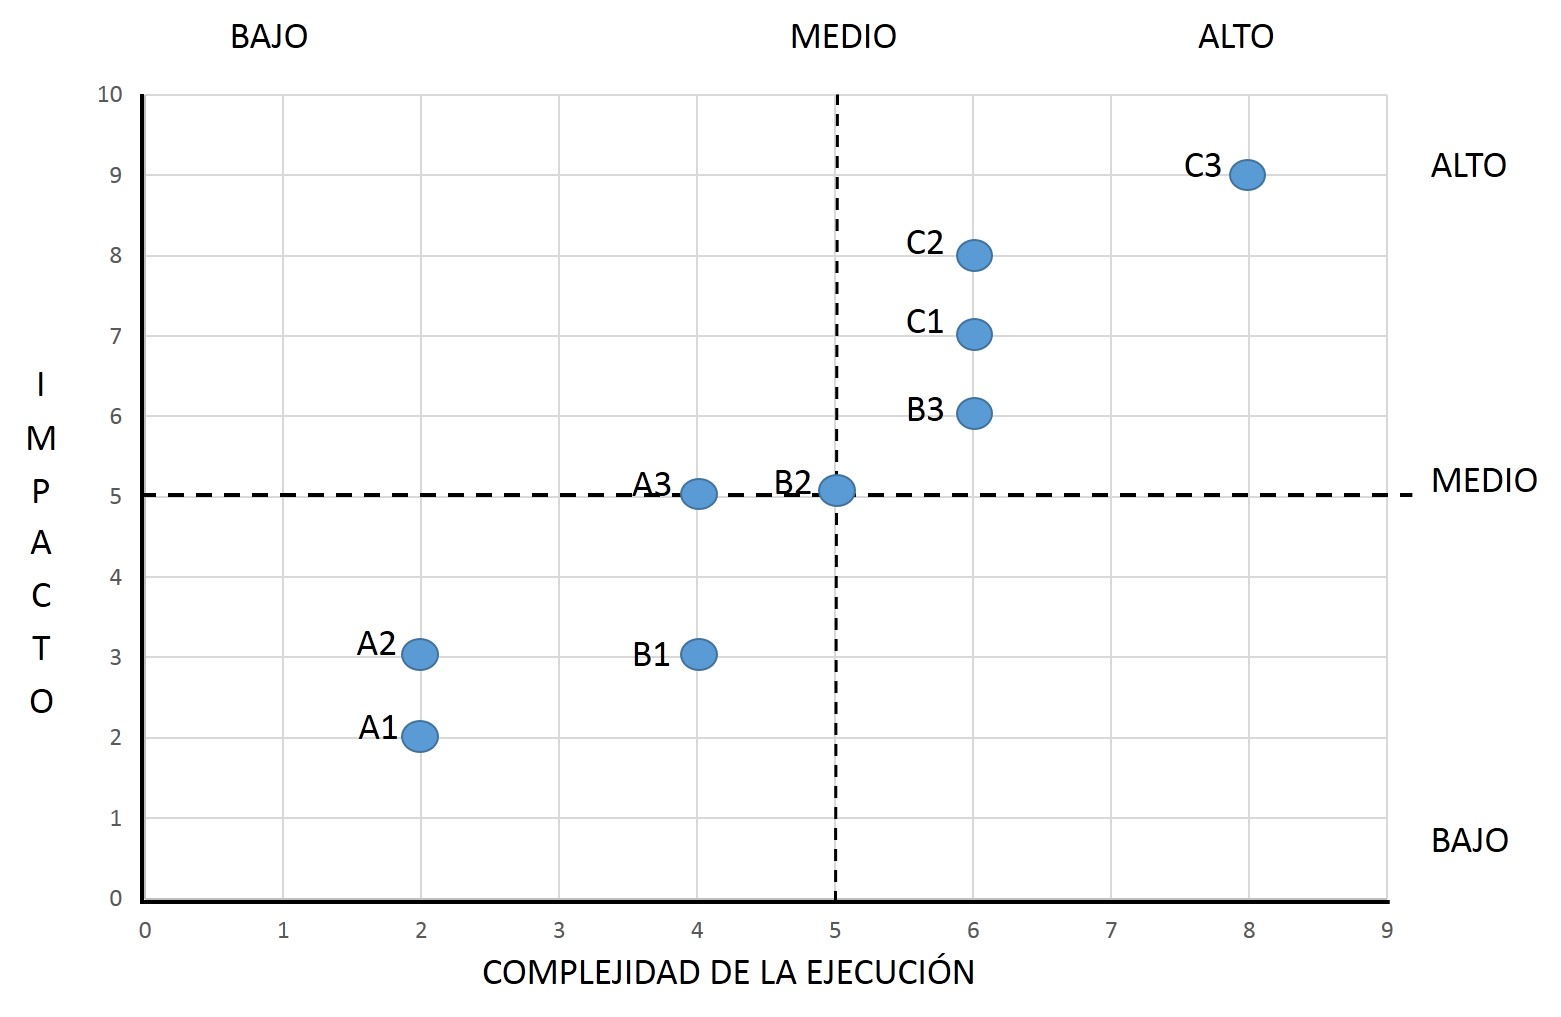 BAJO MEDIO ALTO
10
9
8
7
6
5
4
3
2
1
0
I
M
P
A
C
T
O
C3
C2
C1
B3
A3
B2
A2
B1
A1
ALTO
MEDIO
BAJO
0 1 2 3 4 5 6 7 8 9
COMPLEJIDAD DE LA EJECUCIÓN